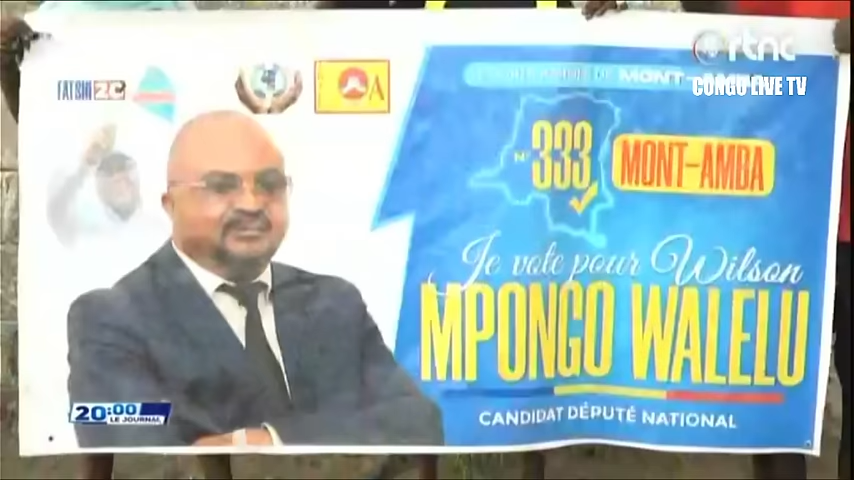 FATSHI 2C
A
rtnc
CONGO LIVE TV
MONT-
N° 333
MONT-AMBA
Je vote pour Wilson
MPONGO WALELU
CANDIDAT DÉPUTÉ NATIONAL
20:00
LE JOURNAL